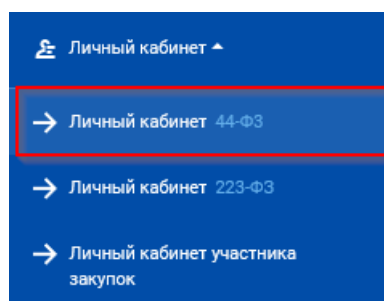 Личный кабинет
Личный кабинет 44-ФЗ
Личный кабинет 223-ФЗ
Личный кабинет участника
закупок